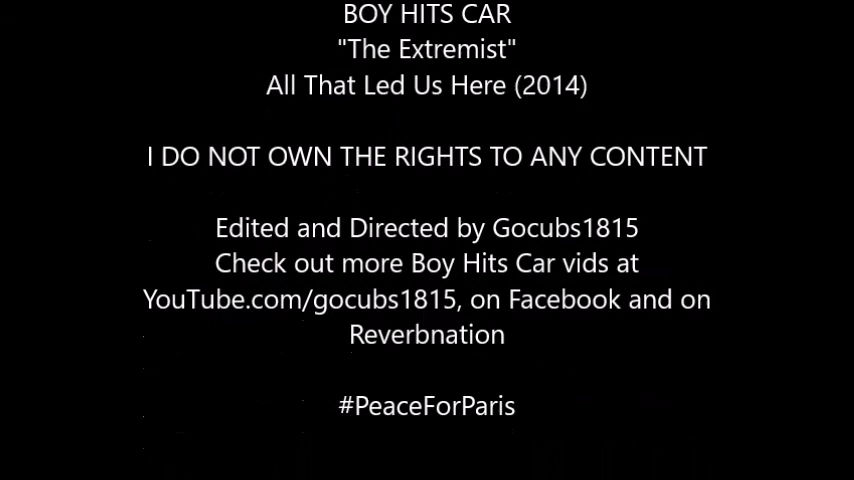 BOY HITS CAR
"The Extremist"
All That Led Us Here (2014)
I DO NOT OWN THE RIGHTS TO ANY CONTENT
Edited and Directed by Gocubs1815
Check out more Boy Hits Car vids at
YouTube.com/gocubs1815, on Facebook and on
Reverbnation
#PeaceForParis